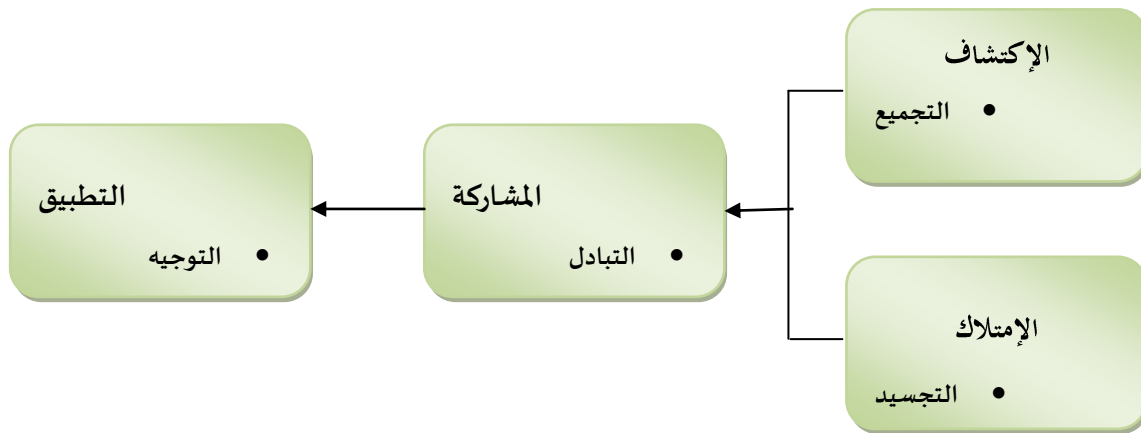 الإكتشاف
• التجميع
الإمتلاك
• التجسيد
المشاركة
• التبادل
التطبيق
• التوجيه